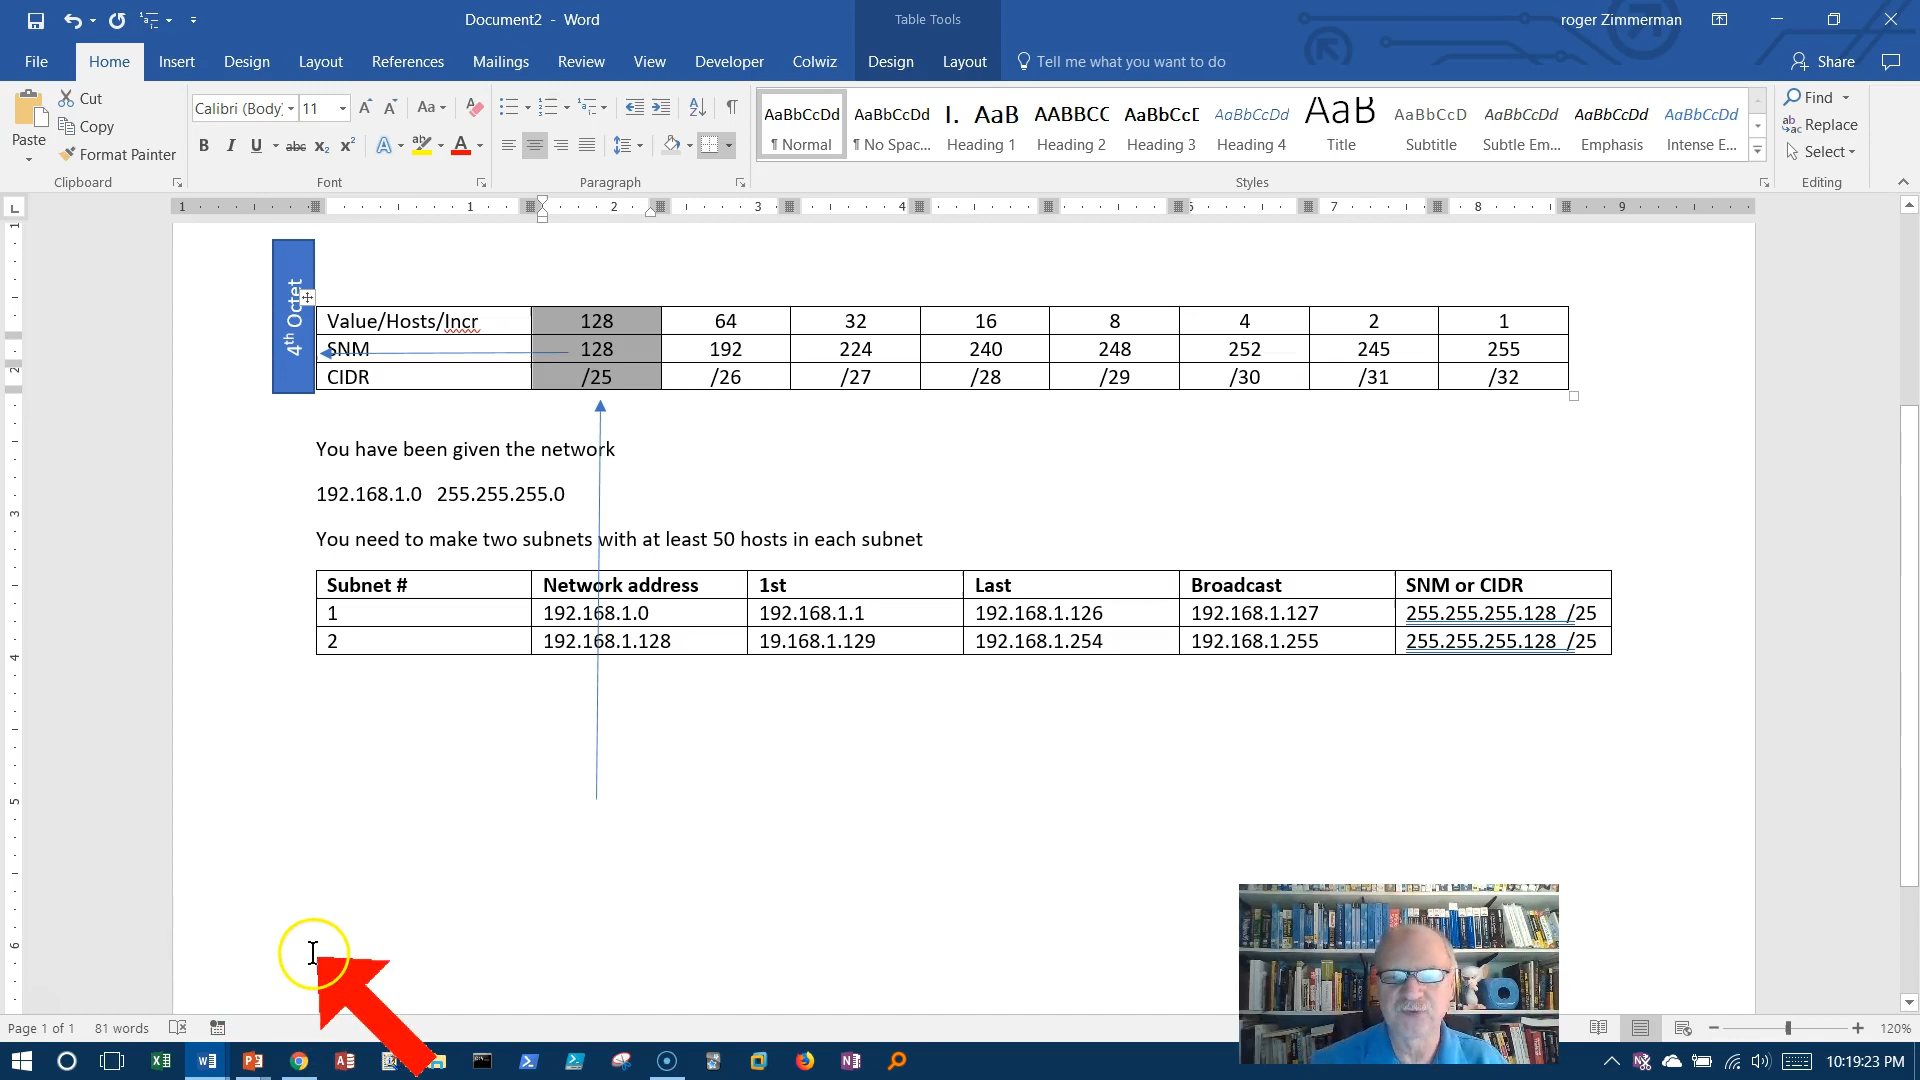 Document2 - Word
Table Tools
roger Zimmerman
File Home Insert Design Layout References Mailings Review View Developer Colwiz Design Layout Tell me what you want to do Share
Paste
Cut
Copy
Format Painter
Clipboard
Calibri (Body) 11
Font
Paragraph
AaBbCcDd AaBbCcDd I. AaB AABBCC AaBbCcD AaBbCcDd AaB AaBbCcD AaBbCcDd AaBbCcDd AaBbCcDd
¶ Normal ¶ No Spac... Heading 1 Heading 2 Heading 3 Heading 4 Title Subtitle Subtle Em... Emphasis Intense E...
Styles
Find
Replace
Select
Editing
1 1 2 3 4 6 7 8 9
4th Octet
Value/Hosts/Incr 128 64 32 16 8 4 2 1
SNM 128 192 224 240 248 252 245 255
CIDR /25 /26 /27 /28 /29 /30 /31 /32
You have been given the network
192.168.1.0 255.255.255.0
You need to make two subnets with at least 50 hosts in each subnet
Subnet # Network address 1st Last Broadcast SNM or CIDR
1 192.168.1.0 192.168.1.1 192.168.1.126 192.168.1.127 255.255.255.128 /25
2 192.168.1.128 19.168.1.129 192.168.1.254 192.168.1.255 255.255.255.128 /25
Page 1 of 1 81 words
120%
10:19:23 PM